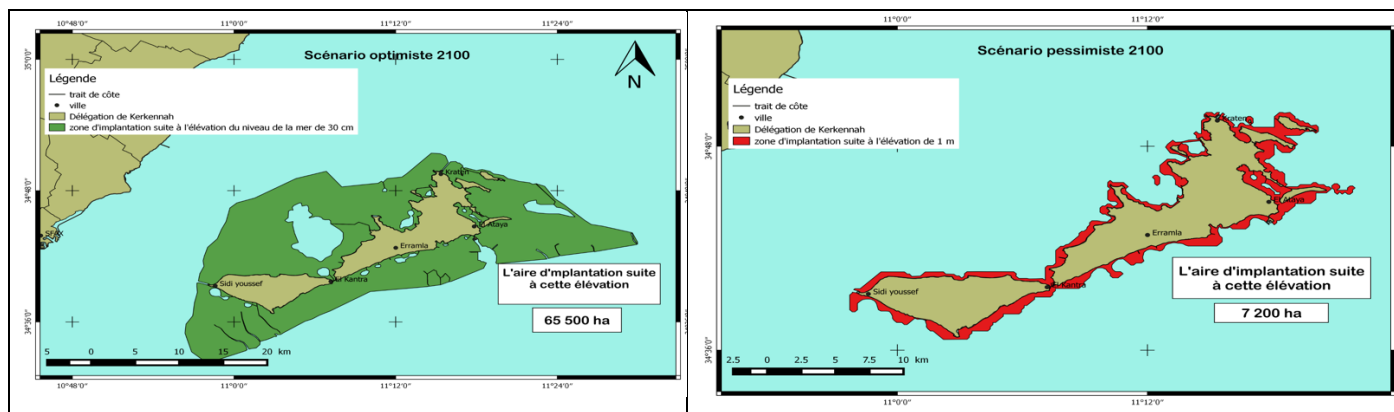 10°48'0" 11°0'0" 11°12'0" 11°24'0"
Scénario optimiste 2100
N
35°0'0"
Légende
trait de côte
ville
Délégation de Kerkennah
zone d'implantation suite à l'élévation du niveau de la mer de 30 cm
34°48'0"
Kraten
El Ataya
SFAX
Erramla
El Kantra
Sidi youssef
L'aire d'implantation suite
à cette élévation
65 500 ha
34°36'0"
5 0 5 10 15 20 km
10°48'0" 11°0'0" 11°12'0" 11°24'0"
11°0'0" 11°12'0"
Scénario pessimiste 2100
Légende
trait de côte
ville
Délégation de Kerkennah
zone d'implantation suite à l'élévation de 1 m
34°48'0"
Kraten
El Ataya
Erramla
El Kantra
Sidi youssef
L'aire d'implantation suite
à cette élévation
7 200 ha
34°36'0"
2.5 0 2.5 5 7.5 10 km
11°0'0" 11°12'0"